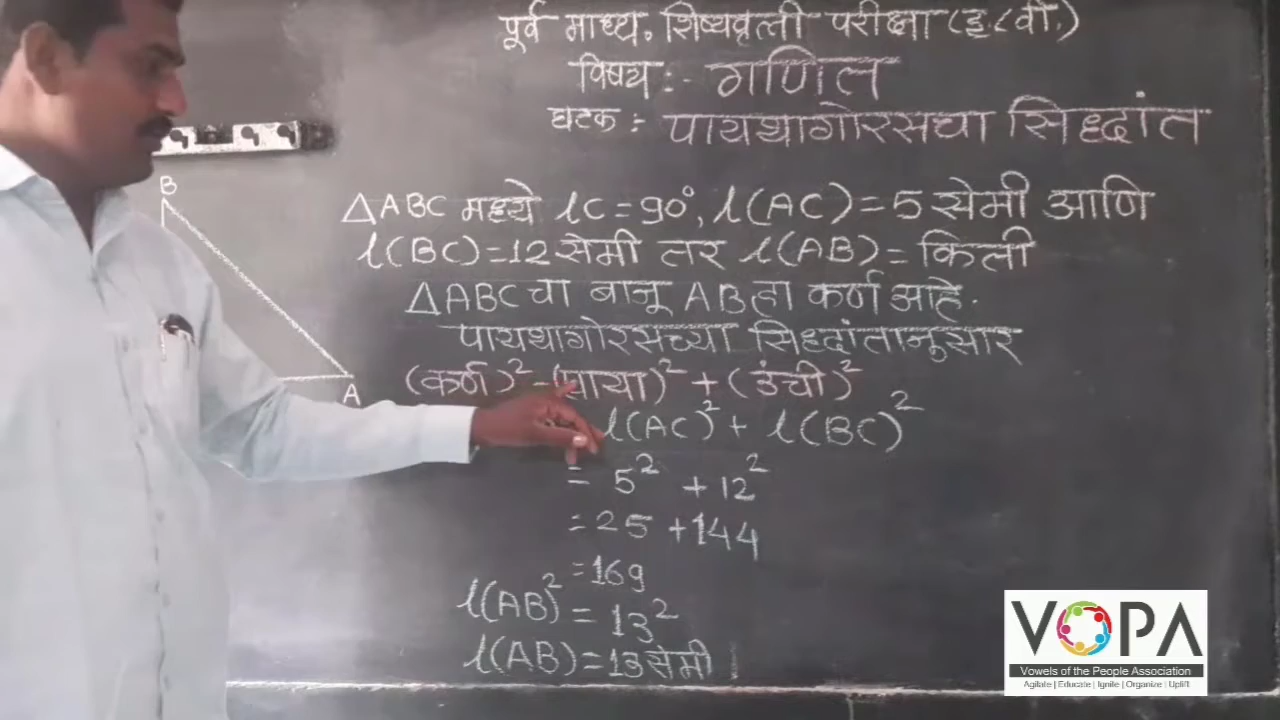 पूर्व माध्य. शिष्यवृत्ती परीक्षा (इ.८वी.)
विषय :- गणित
घटक : पायथागोरसचा सिद्धांत
B
△ABC मध्ये ∠C = 90°, l(AC) = 5 सेमी आणि
l(BC) = 12 सेमी तर l(AB) = किती
△ABC चा बाजू AB हा कर्ण आहे.
पायथागोरसच्या सिद्धांतानुसार
A
(कर्ण)² = (पाया)² + (उंची)²
l(AC)² + l(BC)²
= 5² + 12²
= 25 + 144
= 169
l(AB)² = 13²
l(AB) = 13 सेमी
VOPA
Vowels of the People Association
Agitate | Educate | Ignite | Organize | Uplift